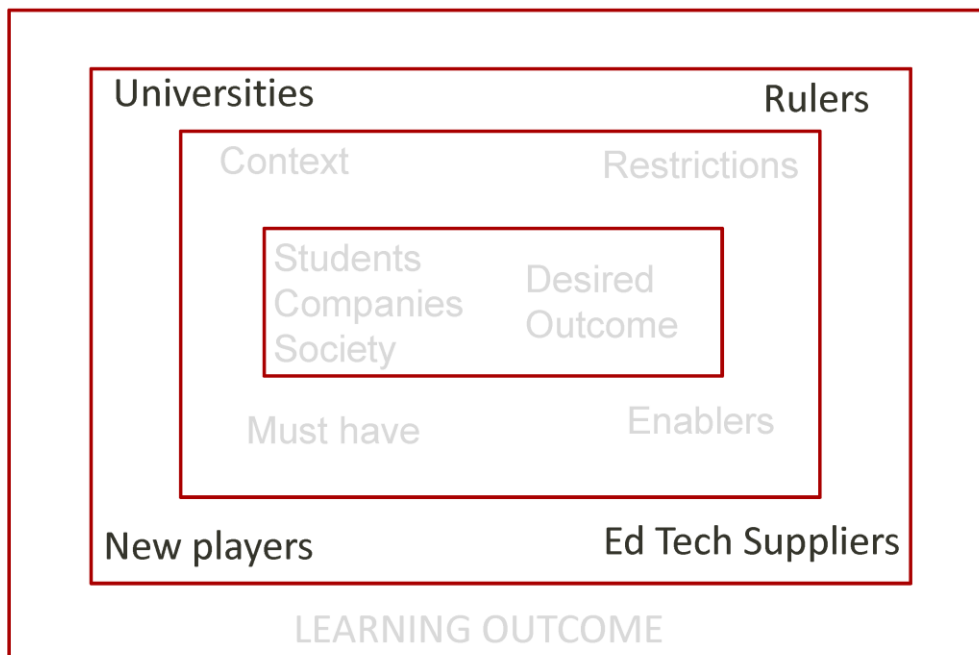 Universities
Rulers
Context
Restrictions
Students
Companies
Society
Desired
Outcome
Must have
Enablers
New players
Ed Tech Suppliers
LEARNING OUTCOME